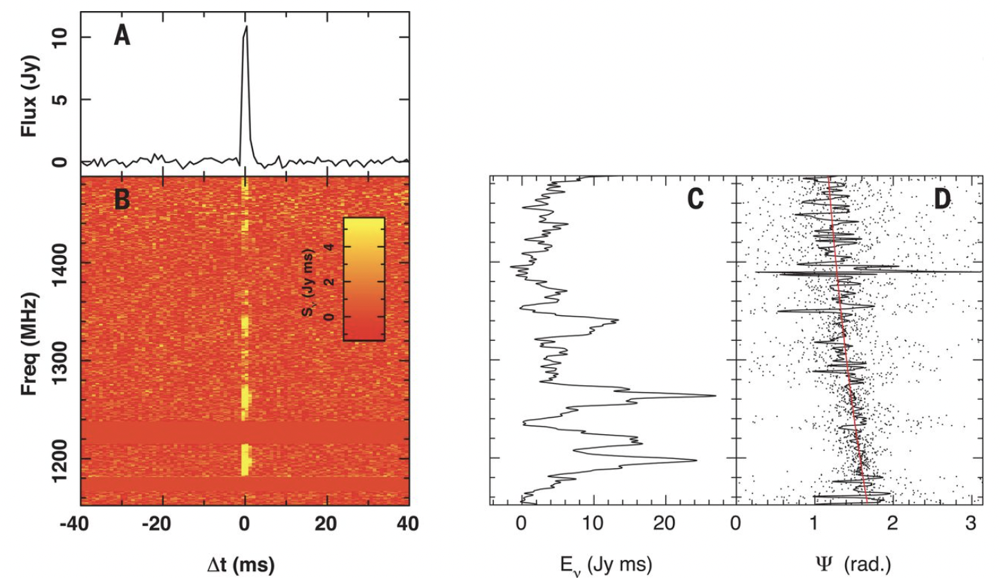 A
Flux (Jy)
10
5
0
B
Freq (MHz)
1400
1300
1200
S_ν (Jy ms)
4
2
0
-40 -20 0 20 40
Δt (ms)
C
0 10 20
E_ν (Jy ms)
D
0 1 2 3
Ψ (rad.)